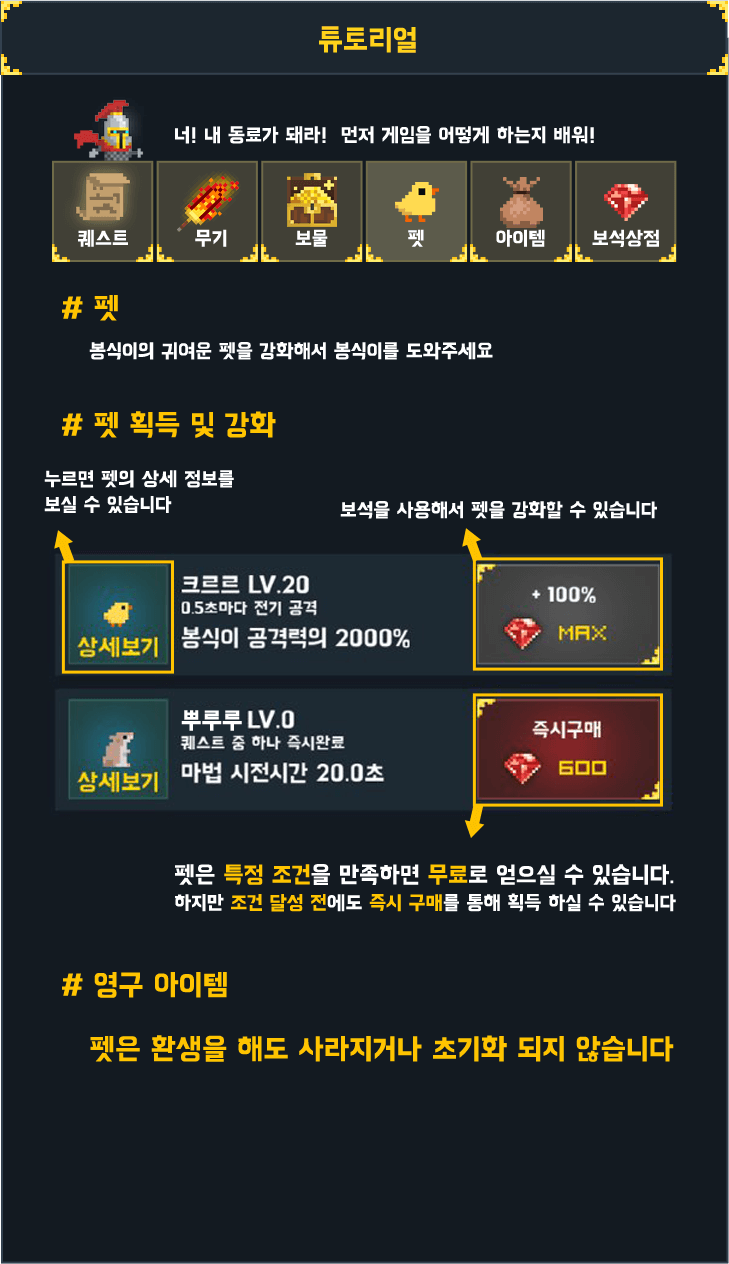 튜토리얼
너! 내 동료가 돼라! 먼저 게임을 어떻게 하는지 배워!
퀘스트 무기 보물 펫 아이템 보석상점
# 펫
봉식이의 귀여운 펫을 강화해서 봉식이를 도와주세요
# 펫 획득 및 강화
누르면 펫의 상세 정보를
보실 수 있습니다
보석을 사용해서 펫을 강화할 수 있습니다
상세보기
크르르 LV.20
0.5초마다 전기 공격
봉식이 공격력의 2000%
+ 100%
MAX
상세보기
뿌루루 LV.0
퀘스트 중 하나 즉시완료
마법 시전시간 20.0초
즉시구매
600
펫은 특정 조건을 만족하면 무료로 얻으실 수 있습니다.
하지만 조건 달성 전에도 즉시 구매를 통해 획득 하실 수 있습니다
# 영구 아이템
펫은 환생을 해도 사라지거나 초기화 되지 않습니다